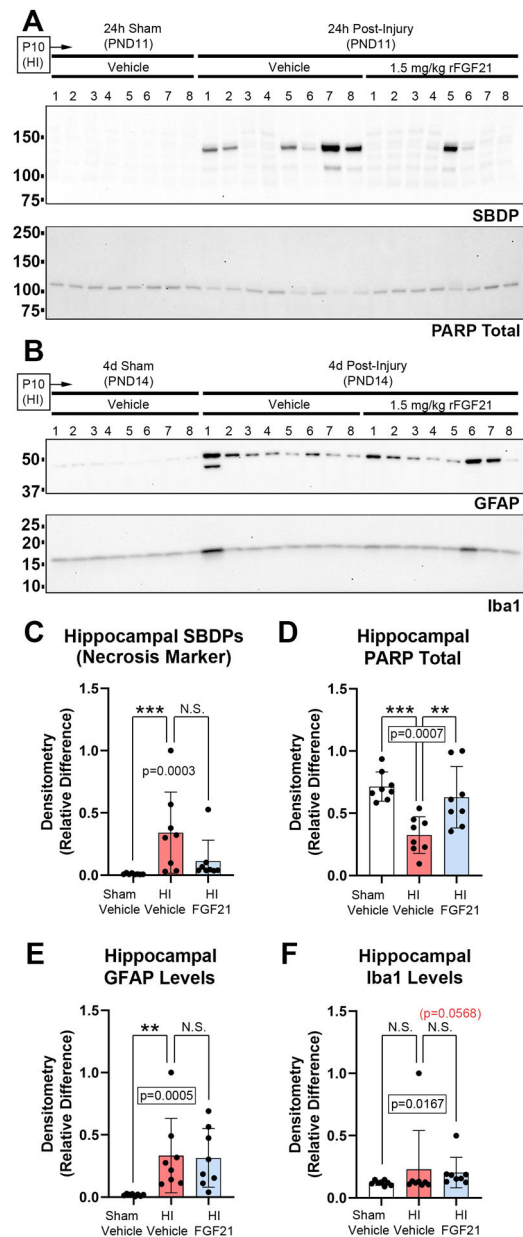 A
24h Sham
(PND11)
24h Post-Injury
(PND11)
P10
(HI)
Vehicle
Vehicle
1.5 mg/kg rFGF21
1 2 3 4 5 6 7 8 1 2 3 4 5 6 7 8 1 2 3 4 5 6 7 8
150
100
75
SBDP
250
150
100
75
PARP Total
B
4d Sham
(PND14)
4d Post-Injury
(PND14)
P10
(HI)
Vehicle
Vehicle
1.5 mg/kg rFGF21
1 2 3 4 5 6 7 8 1 2 3 4 5 6 7 8 1 2 3 4 5 6 7 8
50
37
GFAP
25
20
15
10
Iba1
C
Hippocampal SBDPs
(Necrosis Marker)
Densitometry
(Relative Difference)
1.5
1.0
0.5
0.0
***
N.S.
p=0.0003
Sham
Vehicle
HI
Vehicle
HI
FGF21
D
Hippocampal
PARP Total
Densitometry
(Relative Difference)
1.5
1.0
0.5
0.0
***
**
p=0.0007
Sham
Vehicle
HI
Vehicle
HI
FGF21
E
Hippocampal
GFAP Levels
Densitometry
(Relative Difference)
1.5
1.0
0.5
0.0
**
N.S.
p=0.0005
Sham
Vehicle
HI
Vehicle
HI
FGF21
F
Hippocampal
Iba1 Levels
Densitometry
(Relative Difference)
1.5
1.0
0.5
0.0
(p=0.0568)
N.S.
N.S.
p=0.0167
Sham
Vehicle
HI
Vehicle
HI
FGF21